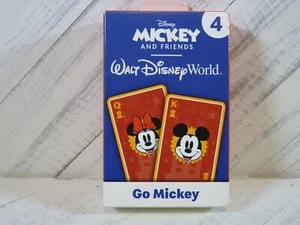 Disney
4
MICKEY
AND FRIENDS
WALT DISNEY World.
Q
K
Go Mickey